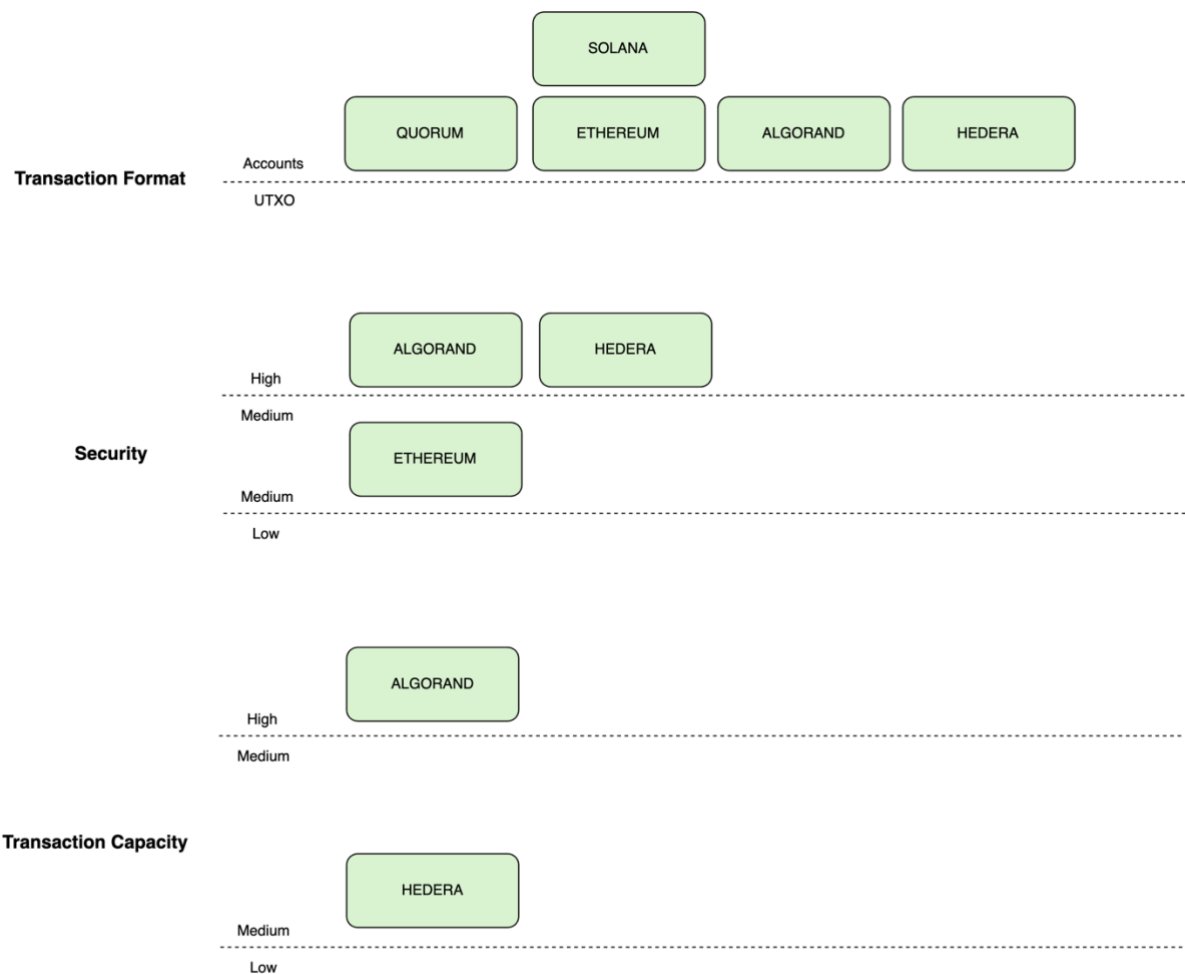 SOLANA
QUORUM ETHEREUM ALGORAND HEDERA
Accounts
Transaction Format
UTXO
ALGORAND HEDERA
High
Medium
ETHEREUM
Security
Medium
Low
ALGORAND
High
Medium
Transaction Capacity
HEDERA
Medium
Low